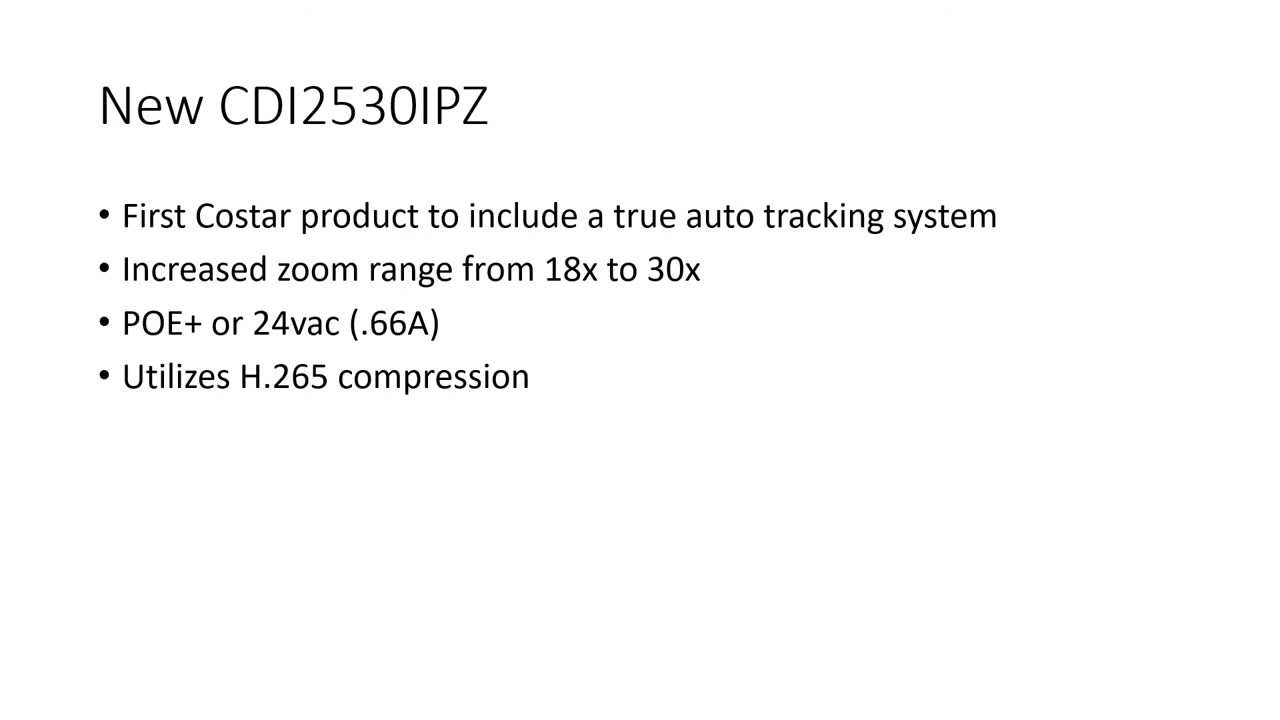 New CDI2530IPZ
• First Costar product to include a true auto tracking system
• Increased zoom range from 18x to 30x
• POE+ or 24vac (.66A)
• Utilizes H.265 compression